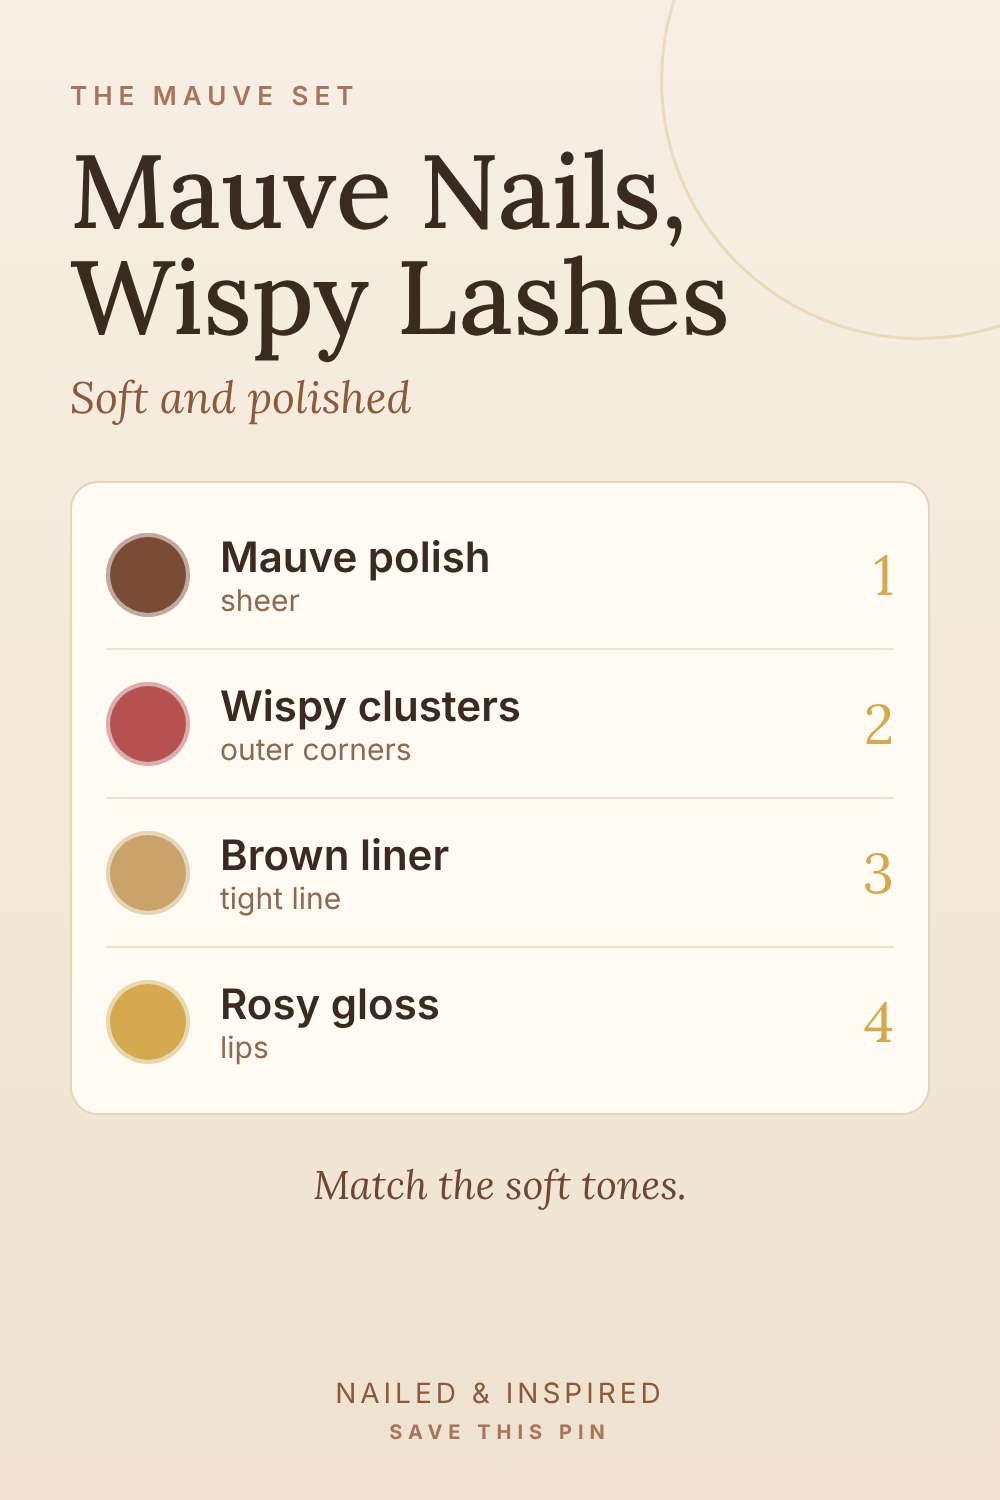 THE MAUVE SET
Mauve Nails,
Wispy Lashes
Soft and polished
Mauve polish
sheer
1
Wispy clusters
outer corners
2
Brown liner
tight line
3
Rosy gloss
lips
4
Match the soft tones.
NAILED & INSPIRED
SAVE THIS PIN